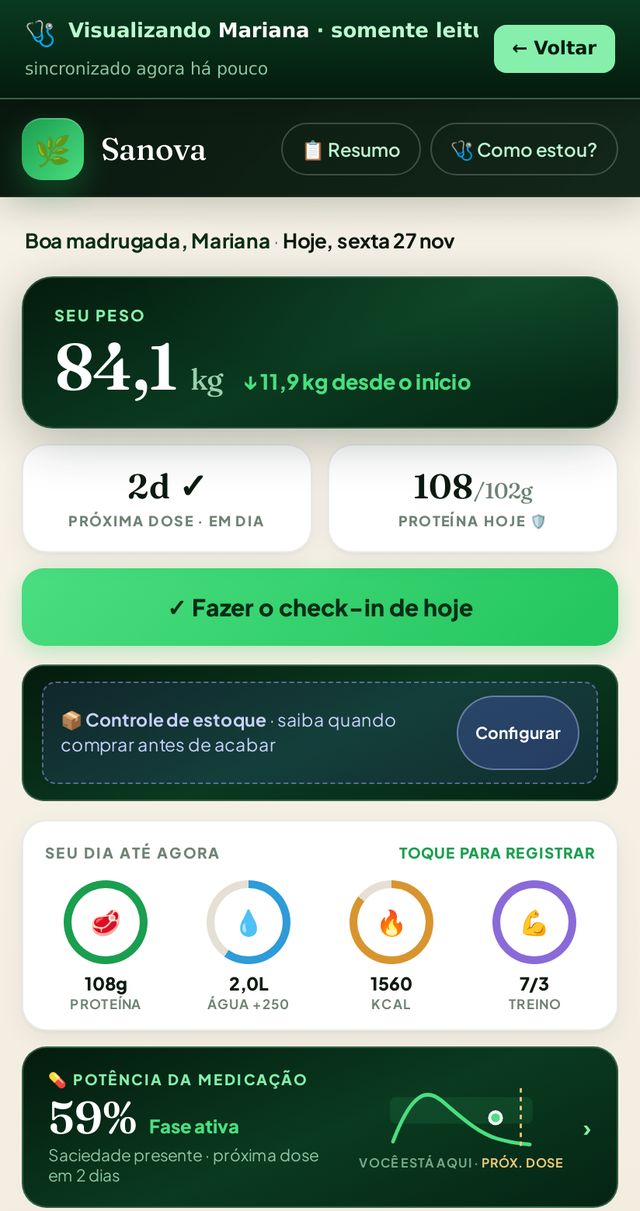 🩺 Visualizando Mariana · somente leitu
sincronizado agora há pouco
← Voltar
Sanova
📋 Resumo
🩺 Como estou?
Boa madrugada, Mariana · Hoje, sexta 27 nov
SEU PESO
84,1 kg ↓ 11,9 kg desde o início
2d ✓
PRÓXIMA DOSE · EM DIA
108/102g
PROTEÍNA HOJE 🛡️
✓ Fazer o check-in de hoje
📦 Controle de estoque · saiba quando
comprar antes de acabar
Configurar
SEU DIA ATÉ AGORA
TOQUE PARA REGISTRAR
108g
PROTEÍNA
2,0L
ÁGUA +250
1560
KCAL
7/3
TREINO
💊 POTÊNCIA DA MEDICAÇÃO
59% Fase ativa
Saciedade presente · próxima dose
em 2 dias
VOCÊ ESTÁ AQUI · PRÓX. DOSE
›